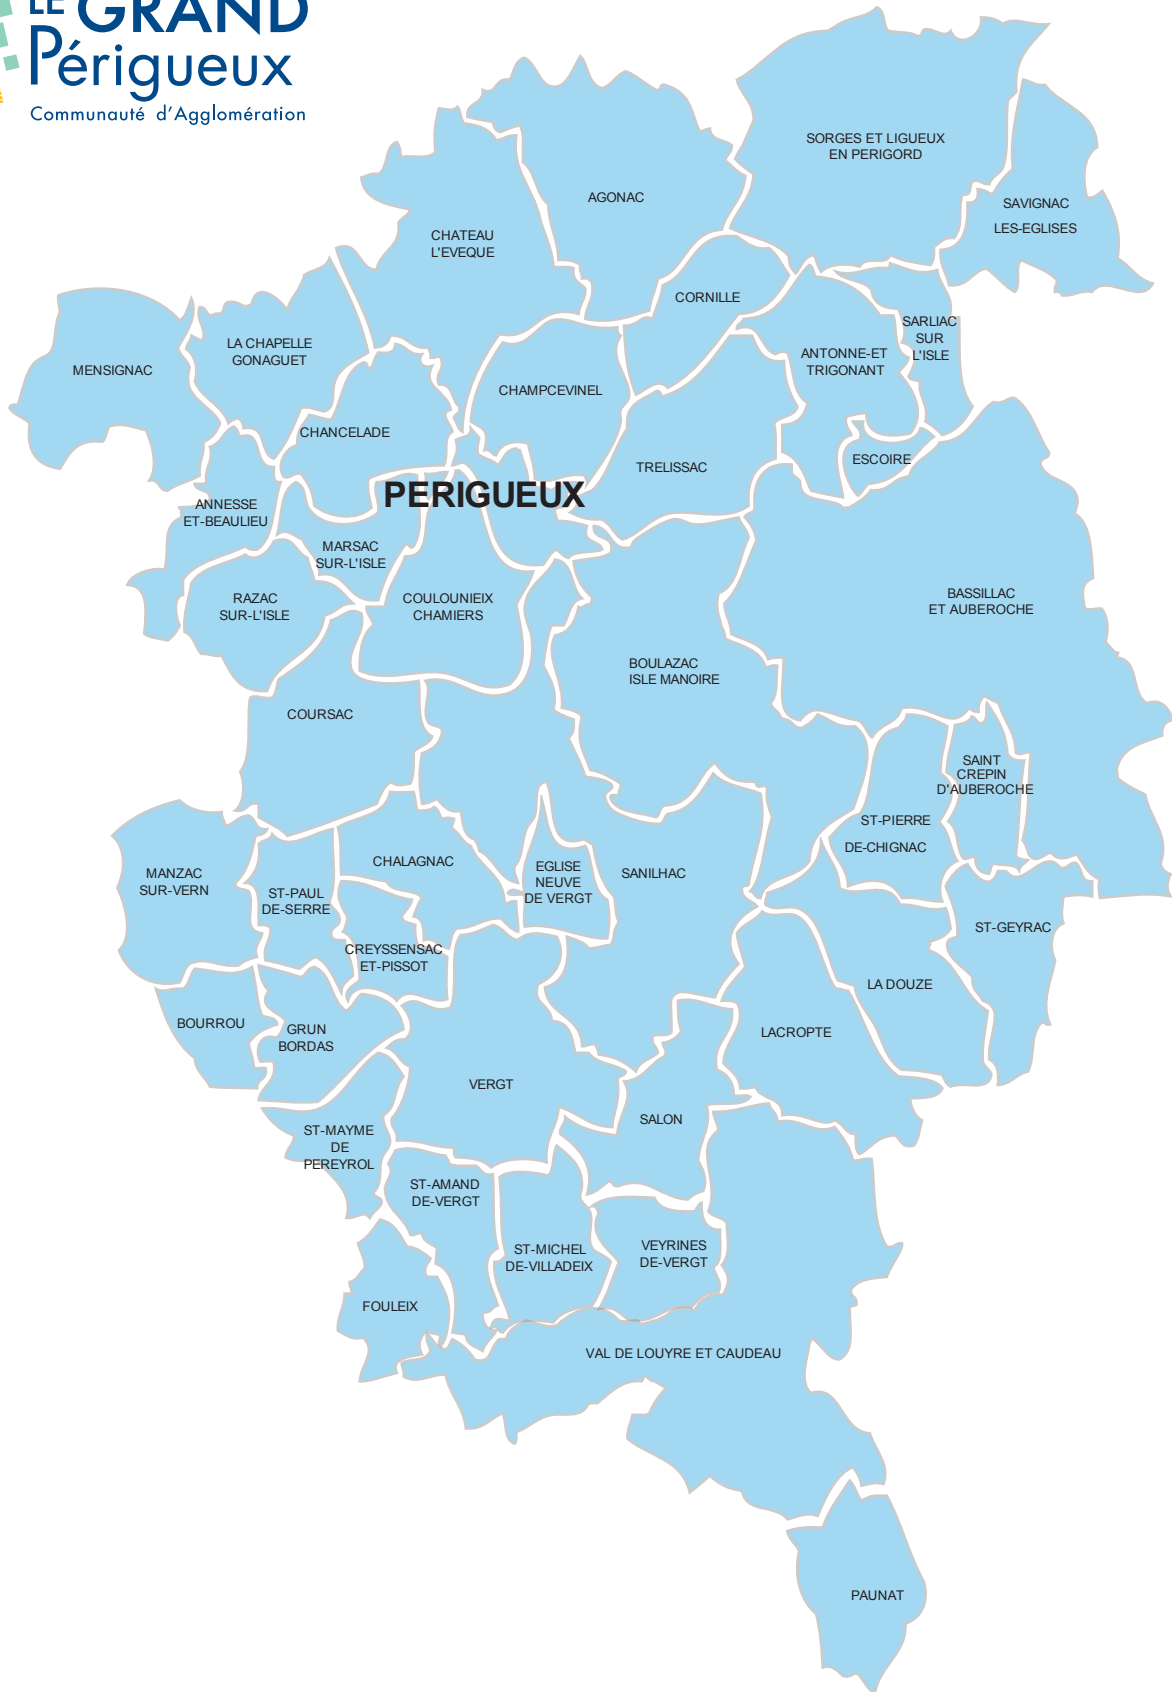 LE GRAND
Périgueux
Communauté d'Agglomération
SORGES ET LIGUEUX
EN PERIGORD
AGONAC
SAVIGNAC
LES-EGLISES
CHATEAU
L'EVEQUE
CORNILLE
SARLIAC
SUR
L'ISLE
LA CHAPELLE
GONAGUET
ANTONNE-ET
TRIGONANT
MENSIGNAC
CHAMPCEVINEL
CHANCELADE
ESCOIRE
TRELISSAC
PERIGUEUX
ANNESSE
ET-BEAULIEU
MARSAC
SUR-L'ISLE
RAZAC
SUR-L'ISLE
COULOUNIEIX
CHAMIERS
BASSILLAC
ET AUBEROCHE
BOULAZAC
ISLE MANOIRE
COURSAC
SAINT
CREPIN
D'AUBEROCHE
ST-PIERRE
DE-CHIGNAC
CHALAGNAC
MANZAC
SUR-VERN
EGLISE
NEUVE
DE VERGT
SANILHAC
ST-PAUL
DE-SERRE
ST-GEYRAC
CREYSSENSAC
ET-PISSOT
LA DOUZE
BOURROU
GRUN
BORDAS
LACROPTE
VERGT
SALON
ST-MAYME
DE
PEREYROL
ST-AMAND
DE-VERGT
ST-MICHEL
DE-VILLADEIX
VEYRINES
DE-VERGT
FOULEIX
VAL DE LOUYRE ET CAUDEAU
PAUNAT